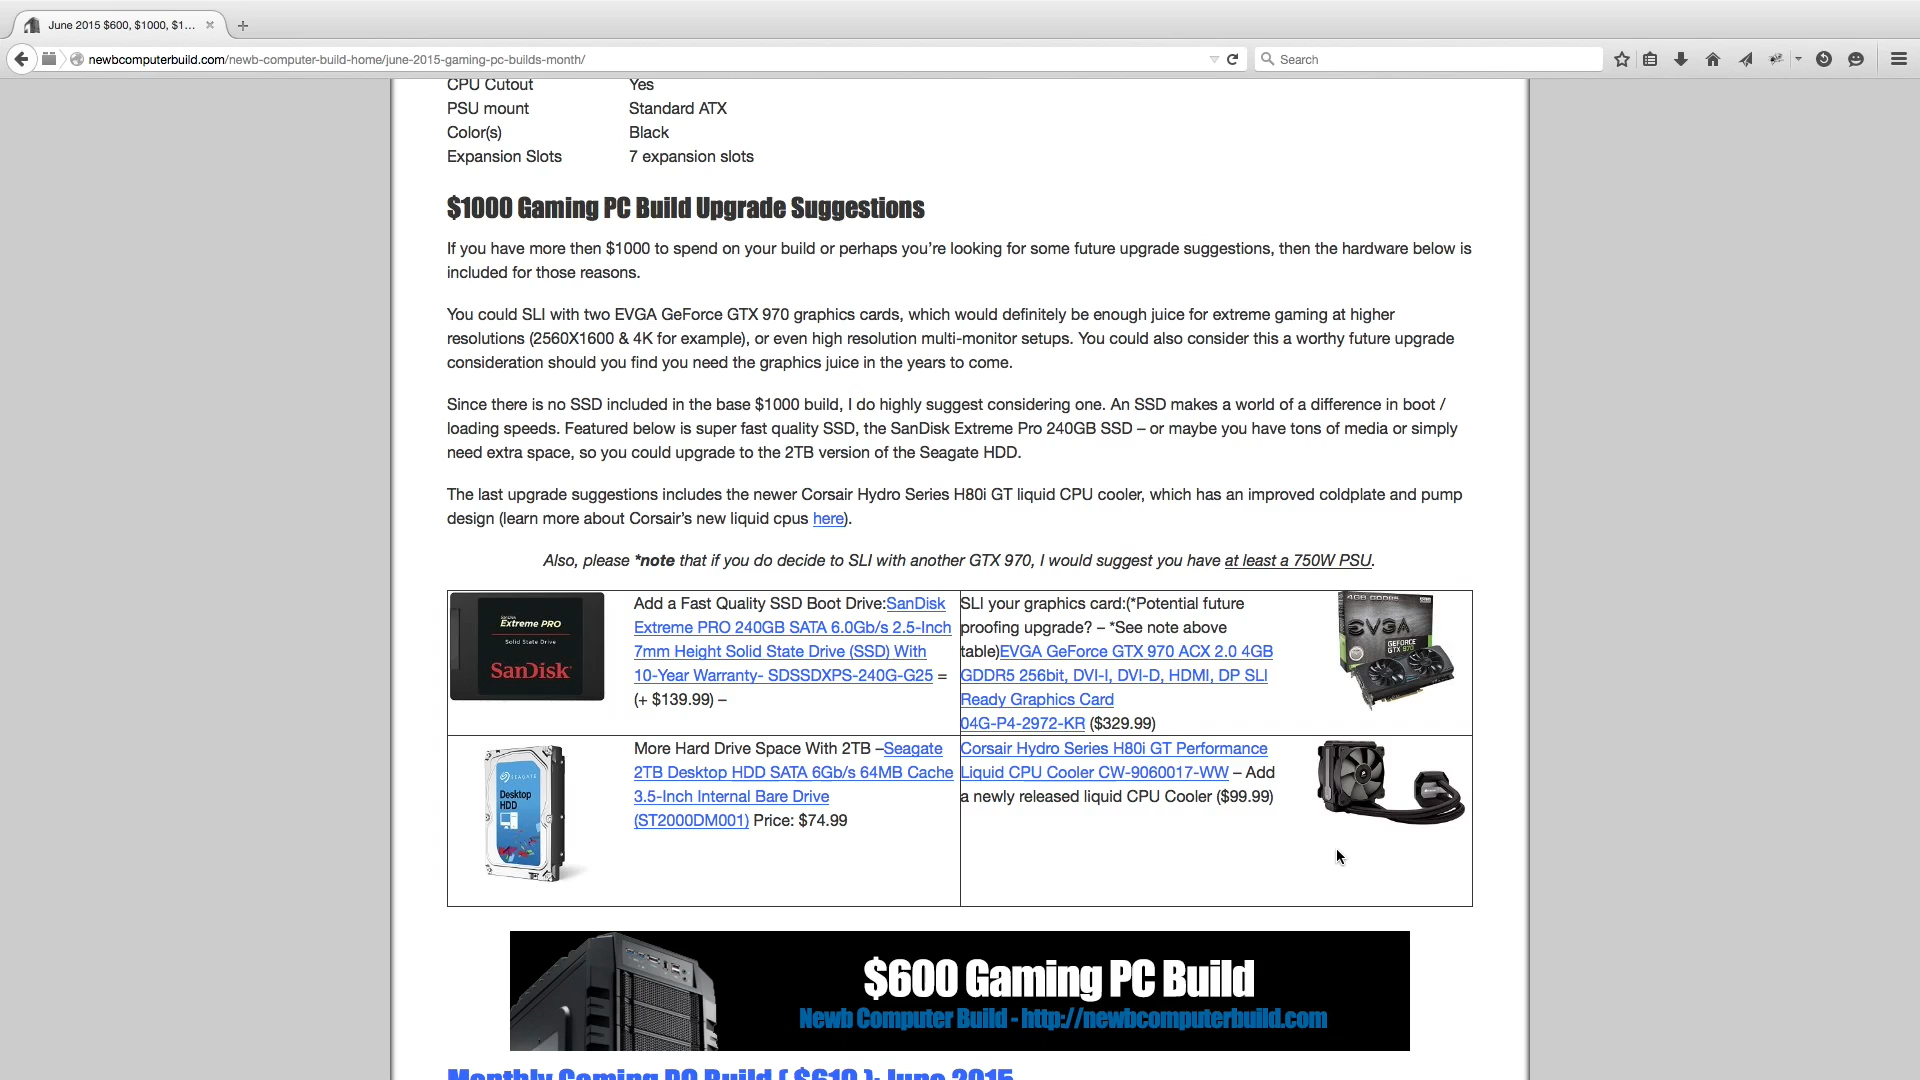 June 2015 $600, $1000, $1...
newbcomputerbuild.com/newb-computer-build-home/june-2015-gaming-pc-builds-month/
Search
CPU Cutout Yes
PSU mount Standard ATX
Color(s) Black
Expansion Slots 7 expansion slots
$1000 Gaming PC Build Upgrade Suggestions
If you have more then $1000 to spend on your build or perhaps you’re looking for some future upgrade suggestions, then the hardware below is
included for those reasons.
You could SLI with two EVGA GeForce GTX 970 graphics cards, which would definitely be enough juice for extreme gaming at higher
resolutions (2560X1600 & 4K for example), or even high resolution multi-monitor setups. You could also consider this a worthy future upgrade
consideration should you find you need the graphics juice in the years to come.
Since there is no SSD included in the base $1000 build, I do highly suggest considering one. An SSD makes a world of a difference in boot /
loading speeds. Featured below is super fast quality SSD, the SanDisk Extreme Pro 240GB SSD – or maybe you have tons of media or simply
need extra space, so you could upgrade to the 2TB version of the Seagate HDD.
The last upgrade suggestions includes the newer Corsair Hydro Series H80i GT liquid CPU cooler, which has an improved coldplate and pump
design (learn more about Corsair’s new liquid cpus here).
Also, please *note that if you do decide to SLI with another GTX 970, I would suggest you have at least a 750W PSU.
SanDisk
Extreme PRO
Solid State Drive
SanDisk
Add a Fast Quality SSD Boot Drive:SanDisk
Extreme PRO 240GB SATA 6.0Gb/s 2.5-Inch
7mm Height Solid State Drive (SSD) With
10-Year Warranty- SDSSDXPS-240G-G25 =
(+ $139.99) –
SLI your graphics card:(*Potential future
proofing upgrade? – *See note above
table)EVGA GeForce GTX 970 ACX 2.0 4GB
GDDR5 256bit, DVI-I, DVI-D, HDMI, DP SLI
Ready Graphics Card
04G-P4-2972-KR ($329.99)
4GB GDDR5
EVGA
GEFORCE
GTX 970
SEAGATE
Desktop
HDD
More Hard Drive Space With 2TB –Seagate
2TB Desktop HDD SATA 6Gb/s 64MB Cache
3.5-Inch Internal Bare Drive
(ST2000DM001) Price: $74.99
Corsair Hydro Series H80i GT Performance
Liquid CPU Cooler CW-9060017-WW – Add
a newly released liquid CPU Cooler ($99.99)
$600 Gaming PC Build
Newb Computer Build - http://newbcomputerbuild.com
Monthly Gaming PC Build ( $610 ): June 2015